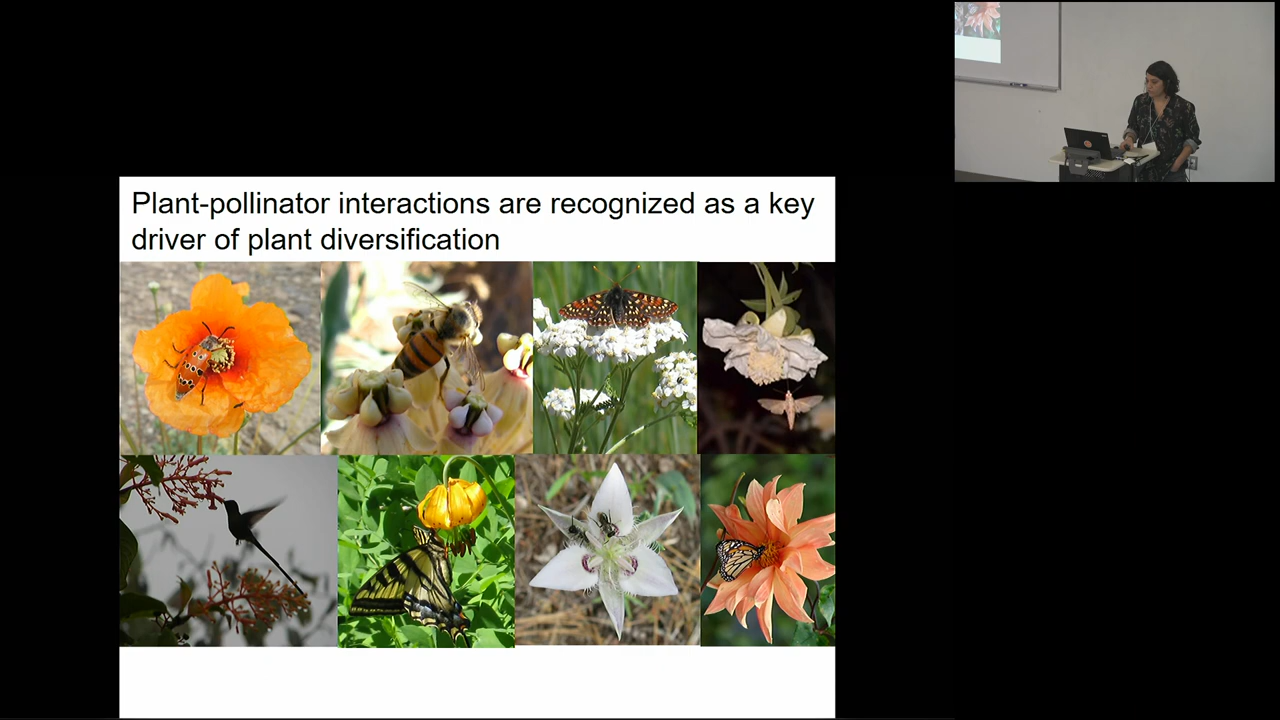 Plant-pollinator interactions are recognized as a key
driver of plant diversification